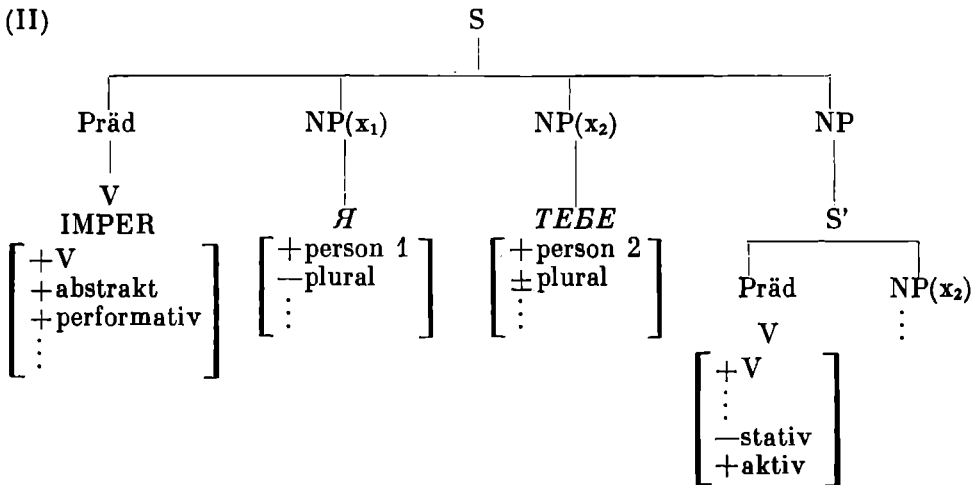 (II) S
Präd NP(x₁) NP(x₂) NP
V
IMPER Я ТЕБЕ S'
+V +person 1 +person 2
+abstrakt —plural ±plural Präd NP(x₂)
+performativ ⋮ ⋮ V ⋮
⋮ +V
⋮
—stativ
+aktiv